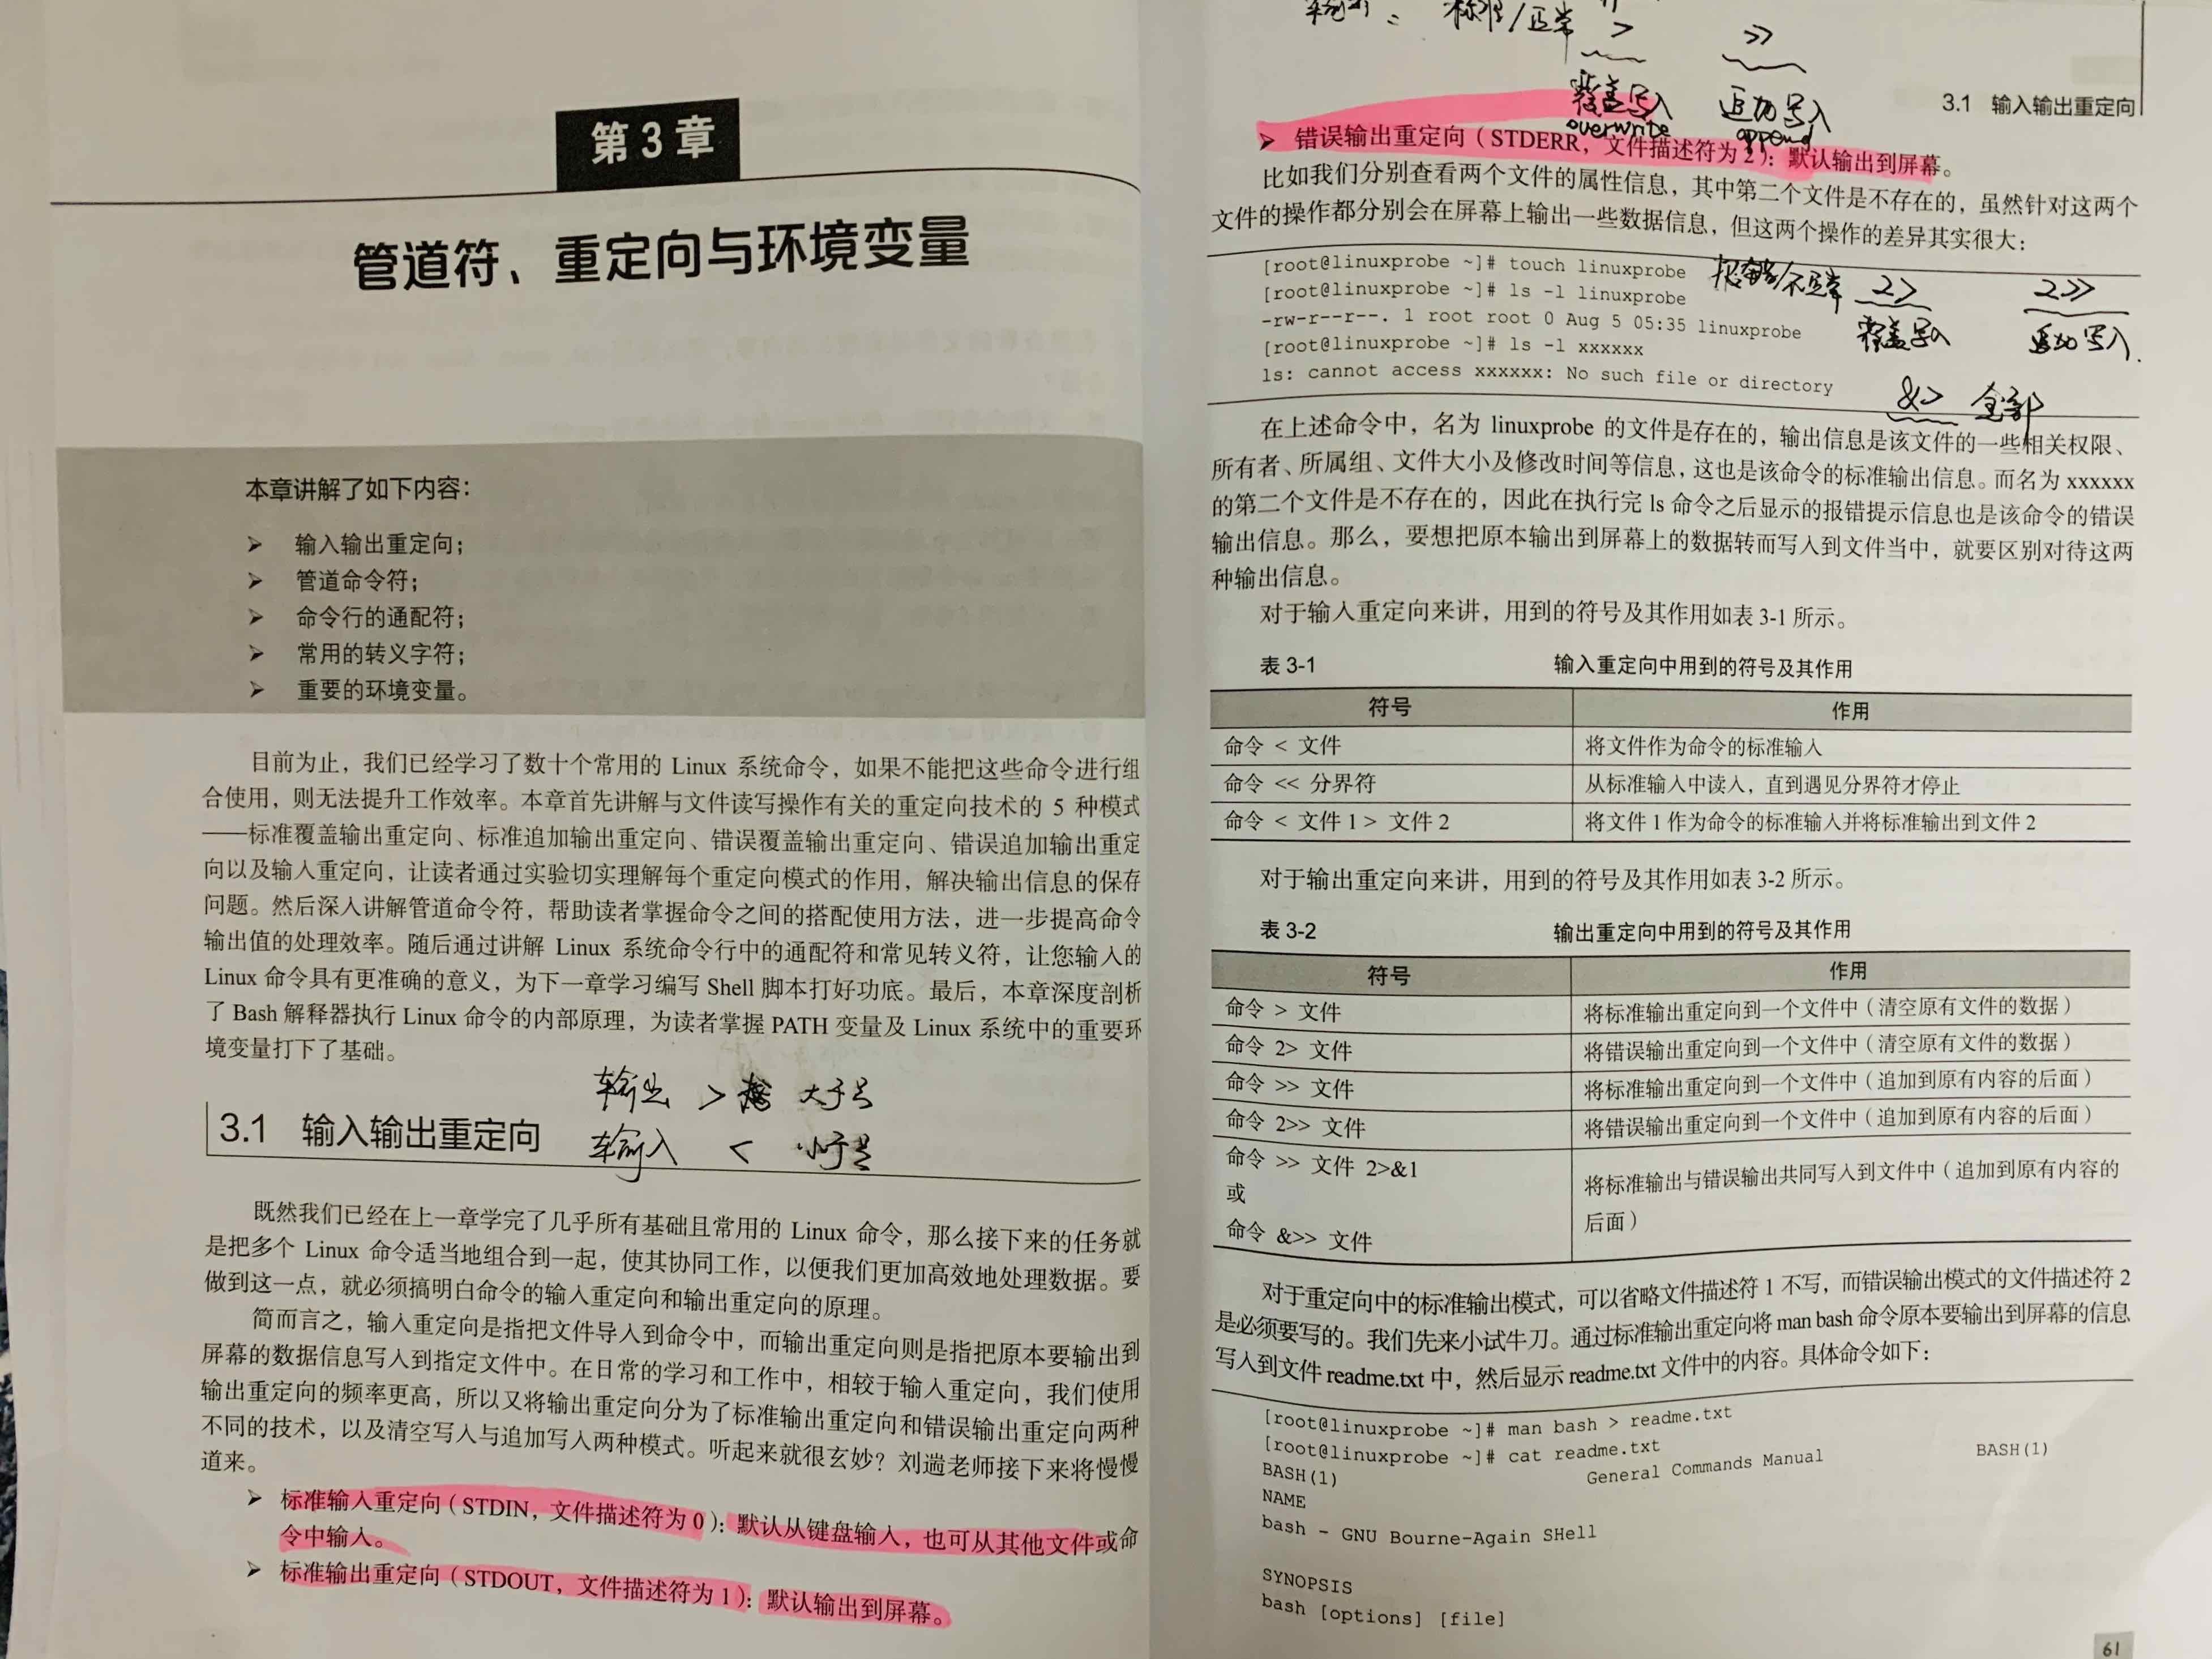 第 3 章
管道符、重定向与环境变量
本章讲解了如下内容：
➢ 输入输出重定向；
➢ 管道命令符；
➢ 命令行的通配符；
➢ 常用的转义字符；
➢ 重要的环境变量。
目前为止，我们已经学习了数十个常用的 Linux 系统命令，如果不能把这些命令进行组
合使用，则无法提升工作效率。本章首先讲解与文件读写操作有关的重定向技术的 5 种模式
——标准覆盖输出重定向、标准追加输出重定向、错误覆盖输出重定向、错误追加输出重定
向以及输入重定向，让读者通过实验切实理解每个重定向模式的作用，解决输出信息的保存
问题。然后深入讲解管道命令符，帮助读者掌握命令之间的搭配使用方法，进一步提高命令
输出值的处理效率。随后通过讲解 Linux 系统命令行中的通配符和常见转义符，让您输入的
Linux 命令具有更准确的意义，为下一章学习编写 Shell 脚本打好功底。最后，本章深度剖析
了 Bash 解释器执行 Linux 命令的内部原理，为读者掌握 PATH 变量及 Linux 系统中的重要环
境变量打下了基础。
输出 > 大于号
3.1 输入输出重定向
输入 < 小于号
既然我们已经在上一章学完了几乎所有基础且常用的 Linux 命令，那么接下来的任务就
是把多个 Linux 命令适当地组合到一起，使其协同工作，以便我们更加高效地处理数据。要
做到这一点，就必须搞明白命令的输入重定向和输出重定向的原理。
简而言之，输入重定向是指把文件导入到命令中，而输出重定向则是指把原本要输出到
屏幕的数据信息写入到指定文件中。在日常的学习和工作中，相较于输入重定向，我们使用
输出重定向的频率更高，所以又将输出重定向分为了标准输出重定向和错误输出重定向两种
不同的技术，以及清空写入与追加写入两种模式。听起来就很玄妙？刘遄老师接下来将慢慢
道来。
➢ 标准输入重定向（STDIN，文件描述符为 0）：默认从键盘输入，也可从其他文件或命
令中输入。
➢ 标准输出重定向（STDOUT，文件描述符为 1）：默认输出到屏幕。
标准/正常 > >>
覆盖写入 追加写入
overwrite append
3.1 输入输出重定向
➢ 错误输出重定向（STDERR，文件描述符为 2）：默认输出到屏幕。
比如我们分别查看两个文件的属性信息，其中第二个文件是不存在的，虽然针对这两个
文件的操作都分别会在屏幕上输出一些数据信息，但这两个操作的差异其实很大：
[root@linuxprobe ~]# touch linuxprobe
[root@linuxprobe ~]# ls -l linuxprobe
-rw-r--r--. 1 root root 0 Aug 5 05:35 linuxprobe
[root@linuxprobe ~]# ls -l xxxxxx
ls: cannot access xxxxxx: No such file or directory
报错/不正常 2> 2>>
覆盖写入 追加写入.
&> 全部
在上述命令中，名为 linuxprobe 的文件是存在的，输出信息是该文件的一些相关权限、
所有者、所属组、文件大小及修改时间等信息，这也是该命令的标准输出信息。而名为 xxxxxx
的第二个文件是不存在的，因此在执行完 ls 命令之后显示的报错提示信息也是该命令的错误
输出信息。那么，要想把原本输出到屏幕上的数据转而写入到文件当中，就要区别对待这两
种输出信息。
对于输入重定向来讲，用到的符号及其作用如表 3-1 所示。
表 3-1 输入重定向中用到的符号及其作用
符号 作用
命令 < 文件 将文件作为命令的标准输入
命令 << 分界符 从标准输入中读入，直到遇见分界符才停止
命令 < 文件 1 > 文件 2 将文件 1 作为命令的标准输入并将标准输出到文件 2
对于输出重定向来讲，用到的符号及其作用如表 3-2 所示。
表 3-2 输出重定向中用到的符号及其作用
符号 作用
命令 > 文件 将标准输出重定向到一个文件中（清空原有文件的数据）
命令 2> 文件 将错误输出重定向到一个文件中（清空原有文件的数据）
命令 >> 文件 将标准输出重定向到一个文件中（追加到原有内容的后面）
命令 2>> 文件 将错误输出重定向到一个文件中（追加到原有内容的后面）
命令 >> 文件 2>&1
或
命令 &>> 文件
将标准输出与错误输出共同写入到文件中（追加到原有内容的
后面）
对于重定向中的标准输出模式，可以省略文件描述符 1 不写，而错误输出模式的文件描述符 2
是必须要写的。我们先来小试牛刀。通过标准输出重定向将 man bash 命令原本要输出到屏幕的信息
写入到文件 readme.txt 中，然后显示 readme.txt 文件中的内容。具体命令如下：
[root@linuxprobe ~]# man bash > readme.txt
[root@linuxprobe ~]# cat readme.txt
BASH(1) General Commands Manual BASH(1)
NAME
bash - GNU Bourne-Again SHell
SYNOPSIS
bash [options] [file]
61